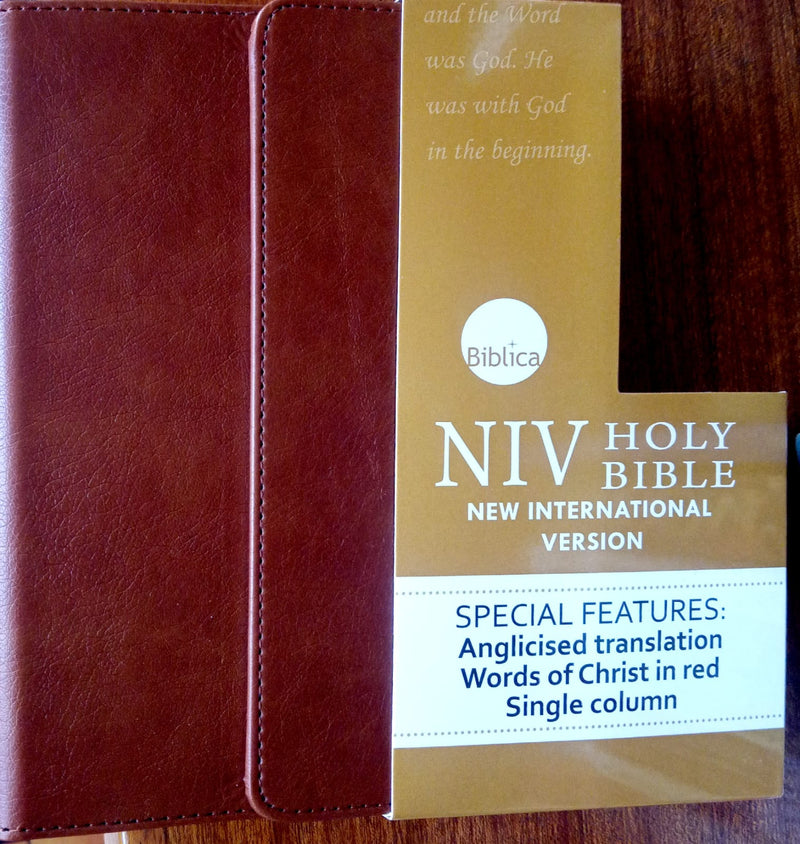 and the Word
was God. He
was with God
in the beginning.
Biblica
NIV HOLY BIBLE
NEW INTERNATIONAL
VERSION
SPECIAL FEATURES:
Anglicised translation
Words of Christ in red
Single column